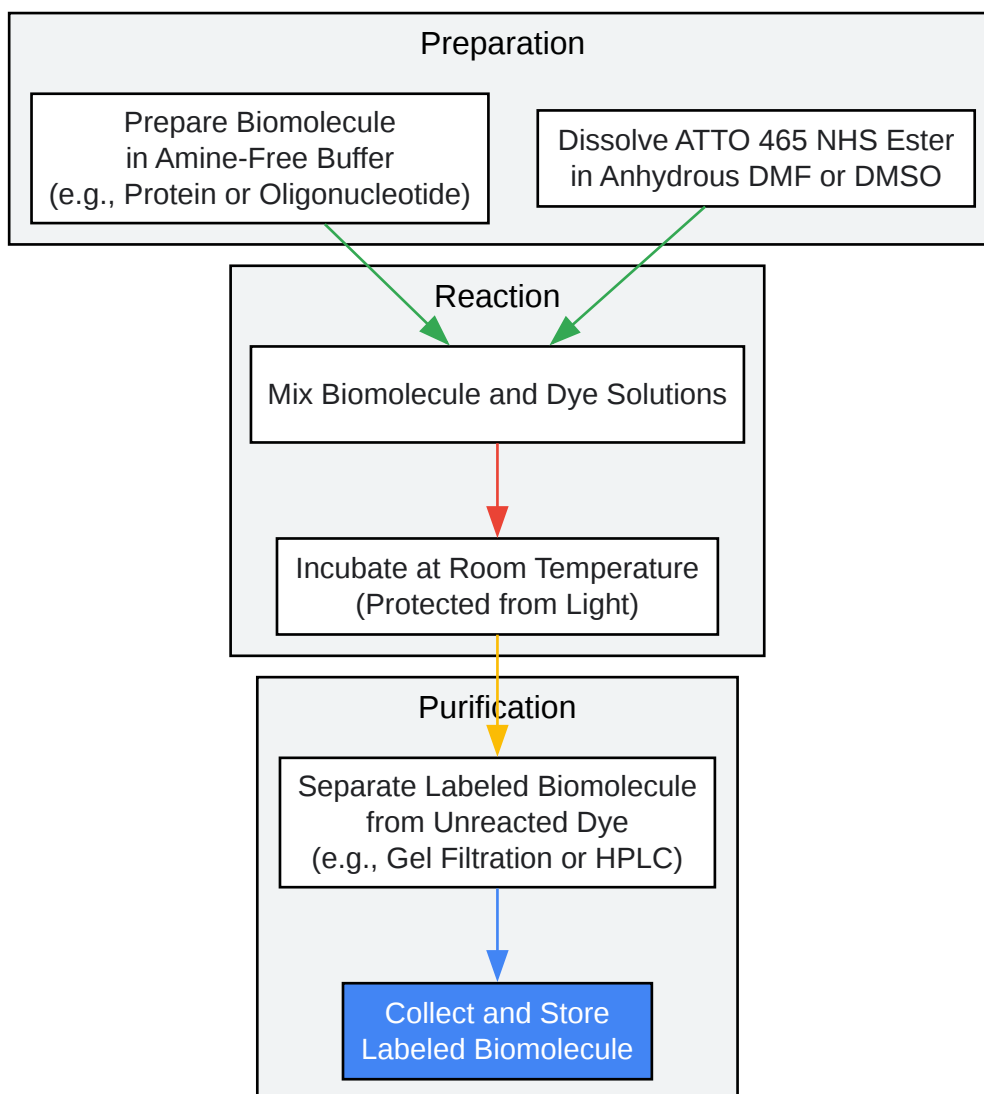 Preparation
Prepare Biomolecule
in Amine-Free Buffer
(e.g., Protein or Oligonucleotide)
Dissolve ATTO 465 NHS Ester
in Anhydrous DMF or DMSO
Reaction
Mix Biomolecule and Dye Solutions
Incubate at Room Temperature
(Protected from Light)
Purification
Separate Labeled Biomolecule
from Unreacted Dye
(e.g., Gel Filtration or HPLC)
Collect and Store
Labeled Biomolecule